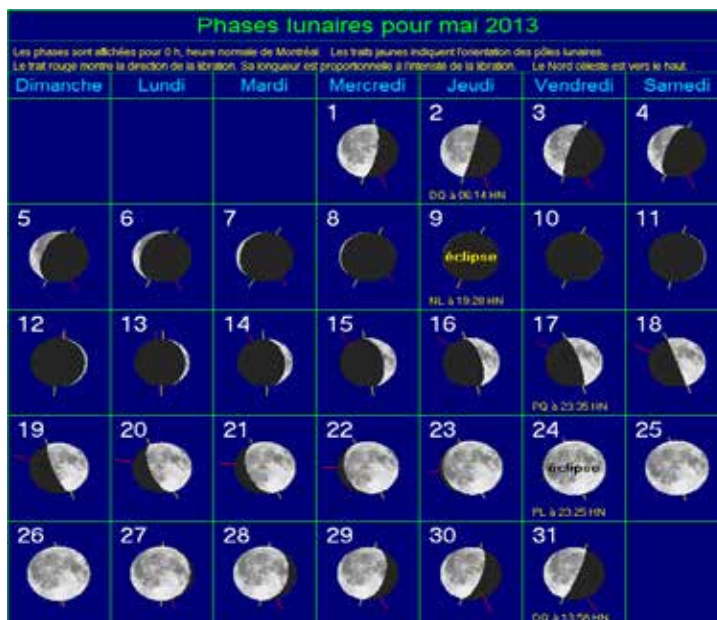 Phases lunaires pour mai 2013
Les phases sont affichées pour 0 h, heure normale de Montréal. Les traits jaunes indiquent l'orientation des pôles lunaires.
Le trait rouge montre la direction de la libration. Sa longueur est proportionnelle à l'intensité de la libration. Le Nord céleste est vers le haut.
Dimanche Lundi Mardi Mercredi Jeudi Vendredi Samedi
1 2 3 4
DQ à 06:14 HN
5 6 7 8 9 10 11
éclipse
NL à 19:28 HN
12 13 14 15 16 17 18
PQ à 23:35 HN
19 20 21 22 23 24 25
éclipse
PL à 23:25 HN
26 27 28 29 30 31
DQ à 13:58 HN